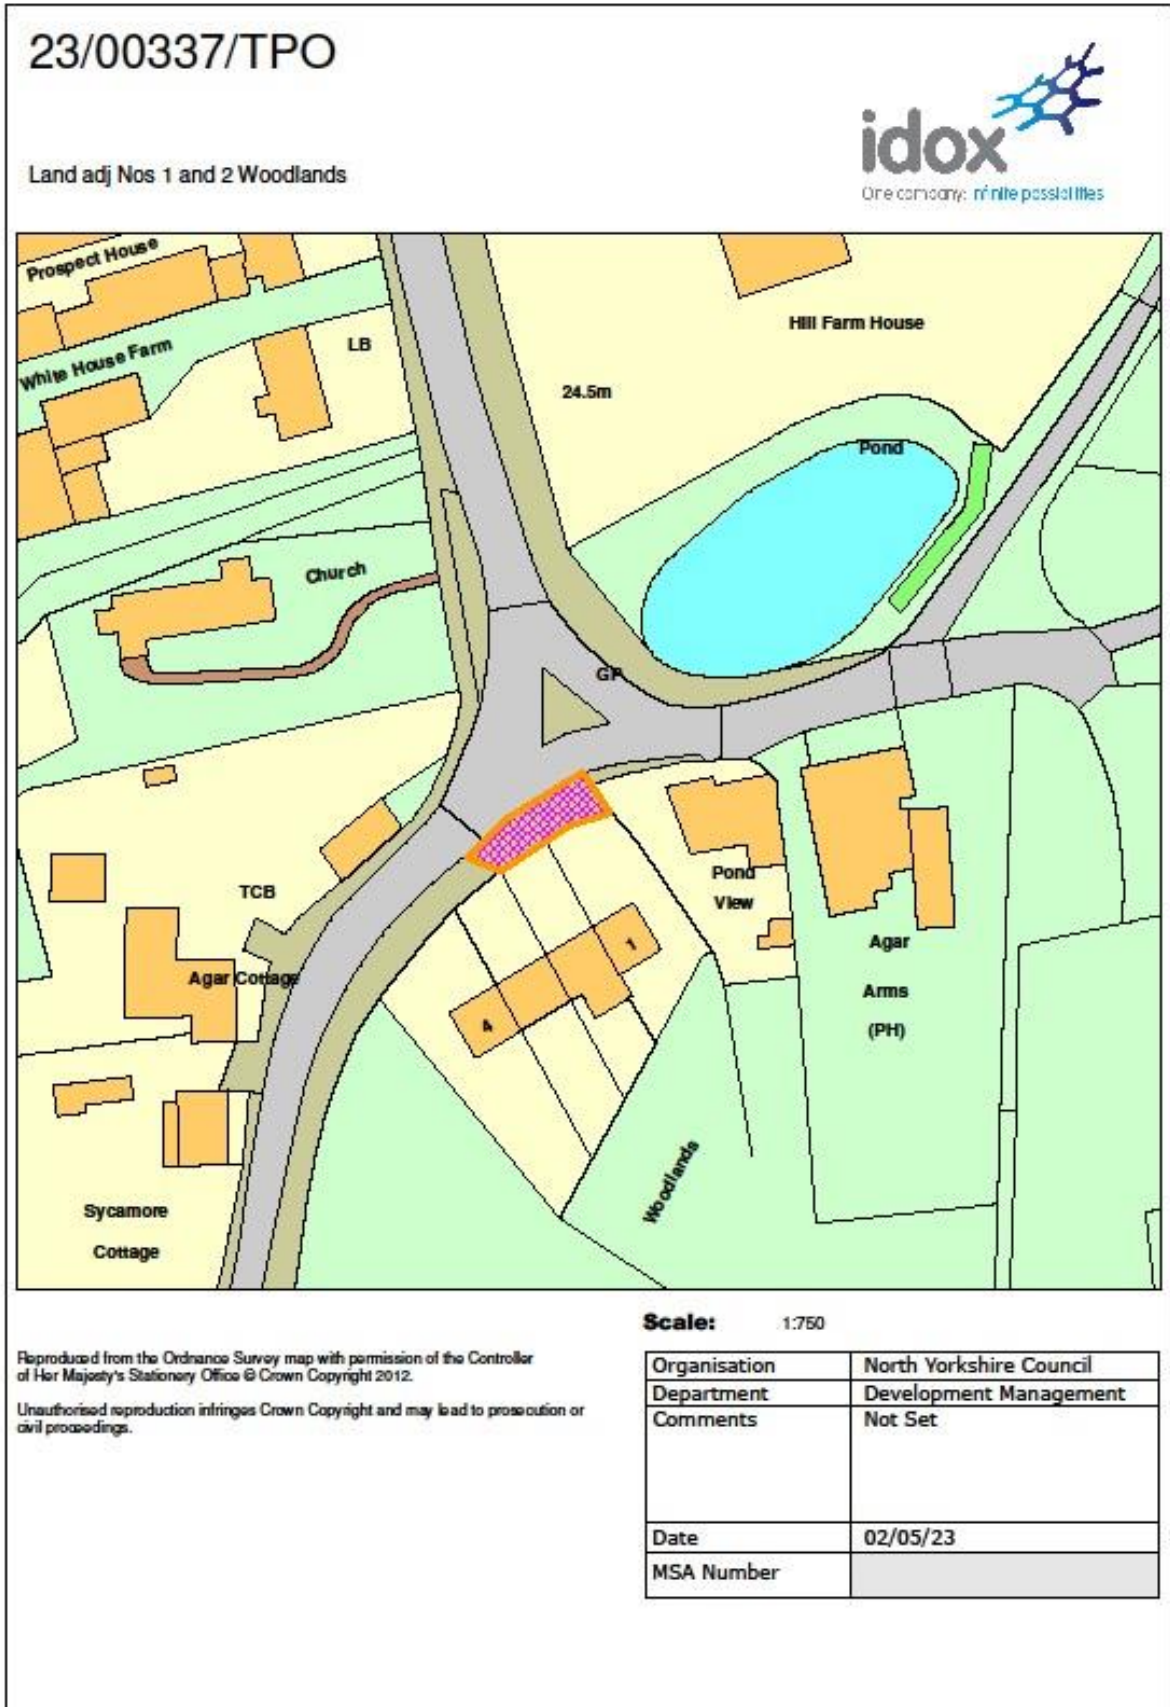 23/00337/TPO
idox
One company: infinite possibilities
Land adj Nos 1 and 2 Woodlands
Prospect House
White House Farm
LB
Hill Farm House
24.5m
Pond
Church
GP
TCB
Pond
View
1
Agar
Arms
(PH)
Agar Cottage
4
Woodlands
Sycamore
Cottage
Scale: 1:750
Reproduced from the Ordnance Survey map with permission of the Controller
of Her Majesty's Stationery Office © Crown Copyright 2012.
Unauthorised reproduction infringes Crown Copyright and may lead to prosecution or
civil proceedings.
Organisation North Yorkshire Council
Department Development Management
Comments Not Set
Date 02/05/23
MSA Number